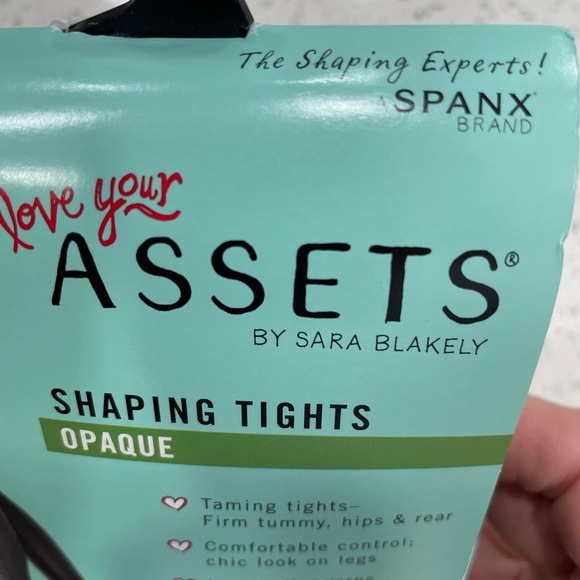 The Shaping Experts!
A SPANX®
BRAND
love your
ASSETS®
BY SARA BLAKELY
SHAPING TIGHTS
OPAQUE
Taming tights–
Firm tummy, hips & rear
Comfortable control;
chic look on legs